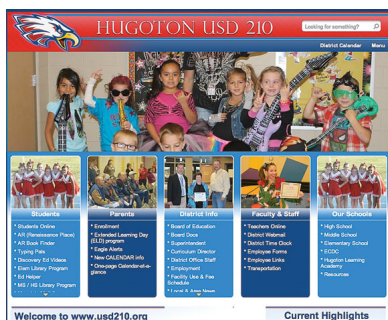 HUGOTON USD 210
Looking for something?
District Calendar Menu
Students
* Students Online
* AR (Renaissance Place)
* AR Book Finder
* Typing Pals
* Discovery Ed Videos
* Elem Library Program
* Ed Helper
* MS / HS Library Program
Parents
* Enrollment
* Extended Learning Day
(ELD) program
* Eagle Alerts
* New CALENDAR info
* One-page Calendar-at-a-
glance
District Info
* Board of Education
* Board Docs
* Superintendent
* Curriculum Director
* District Office Staff
* Employment
* Facility Use & Fee
Schedule
* Local & Area News
Faculty & Staff
* Teachers Online
* District Webmail
* District Time Clock
* Employee Forms
* Employee Links
* Transportation
Our Schools
* High School
* Middle School
* Elementary School
* ECDC
* Hugoton Learning
Academy
* Resources
Welcome to www.usd210.org
Current Highlights